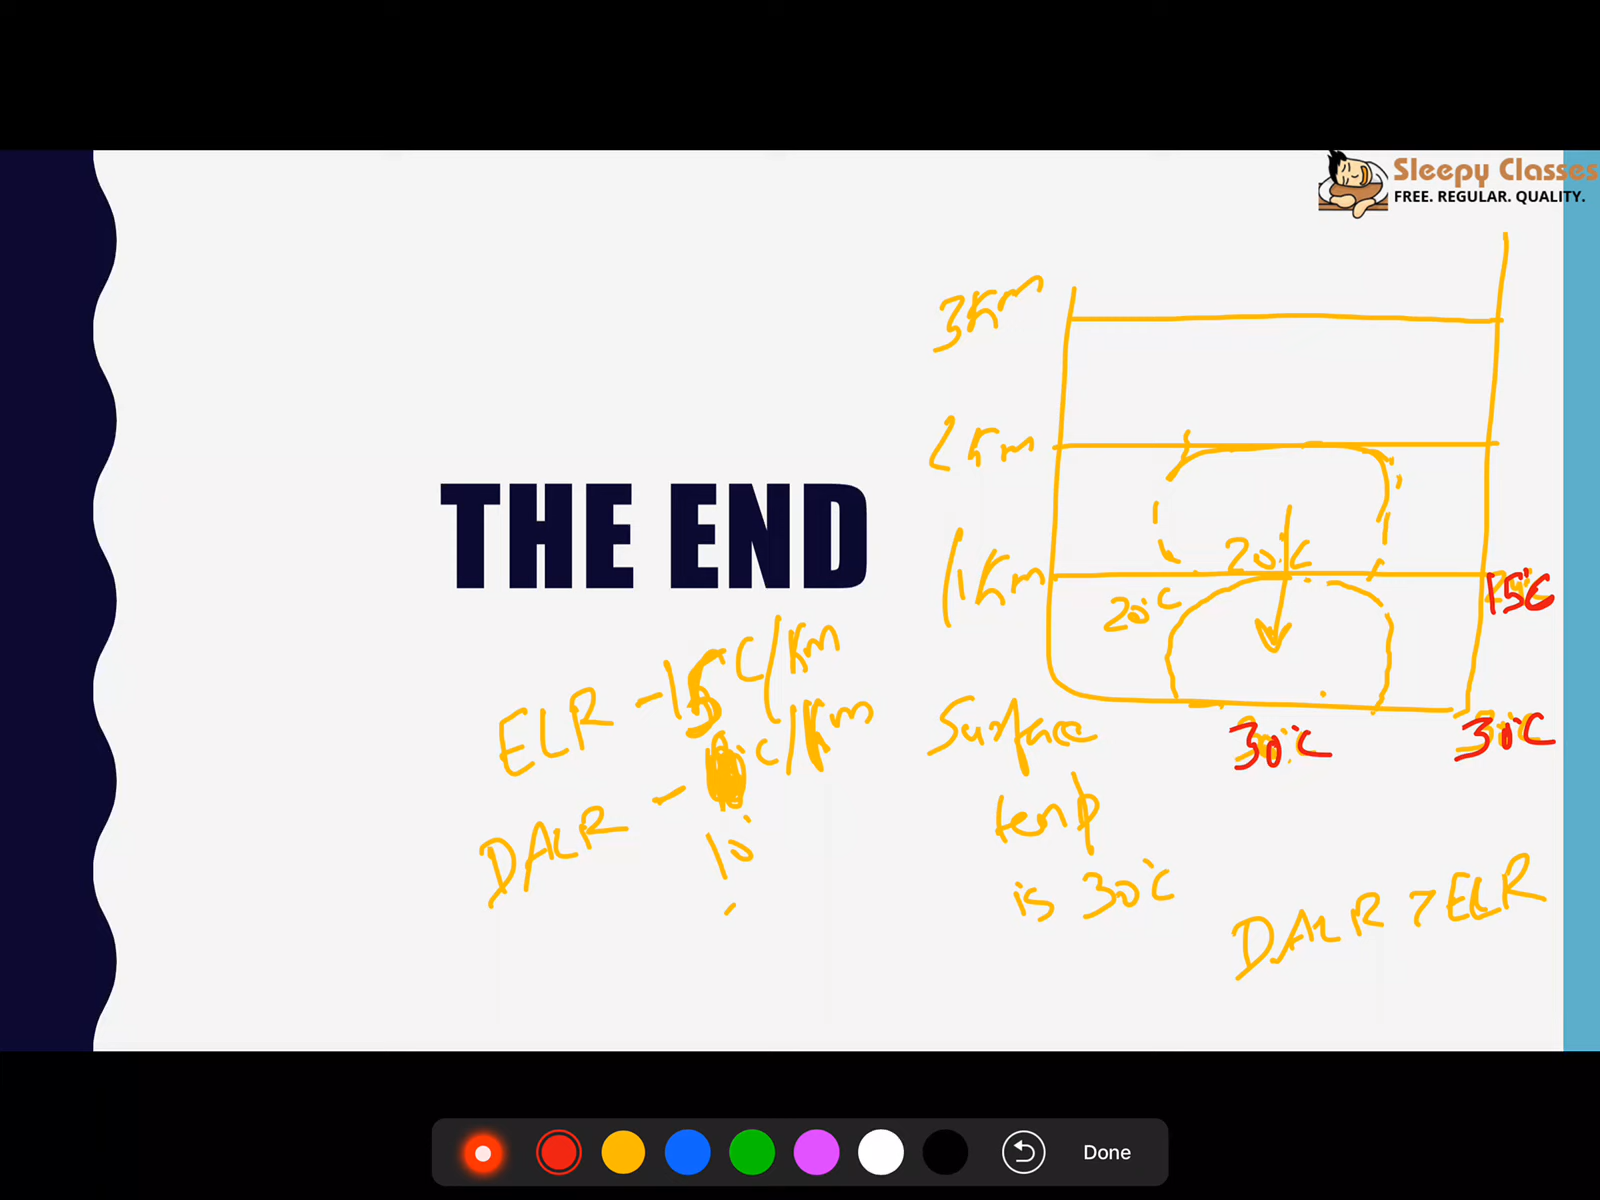 Sleepy Classes
FREE. REGULAR. QUALITY.
3Km
2Km
THE END
1Km
20°C
20°C
15°C
ELR - 15°C/Km
DALR - °C/Km
10°
Surface
temp
is 30°C
30°C
30°C
DALR > ELR
Done